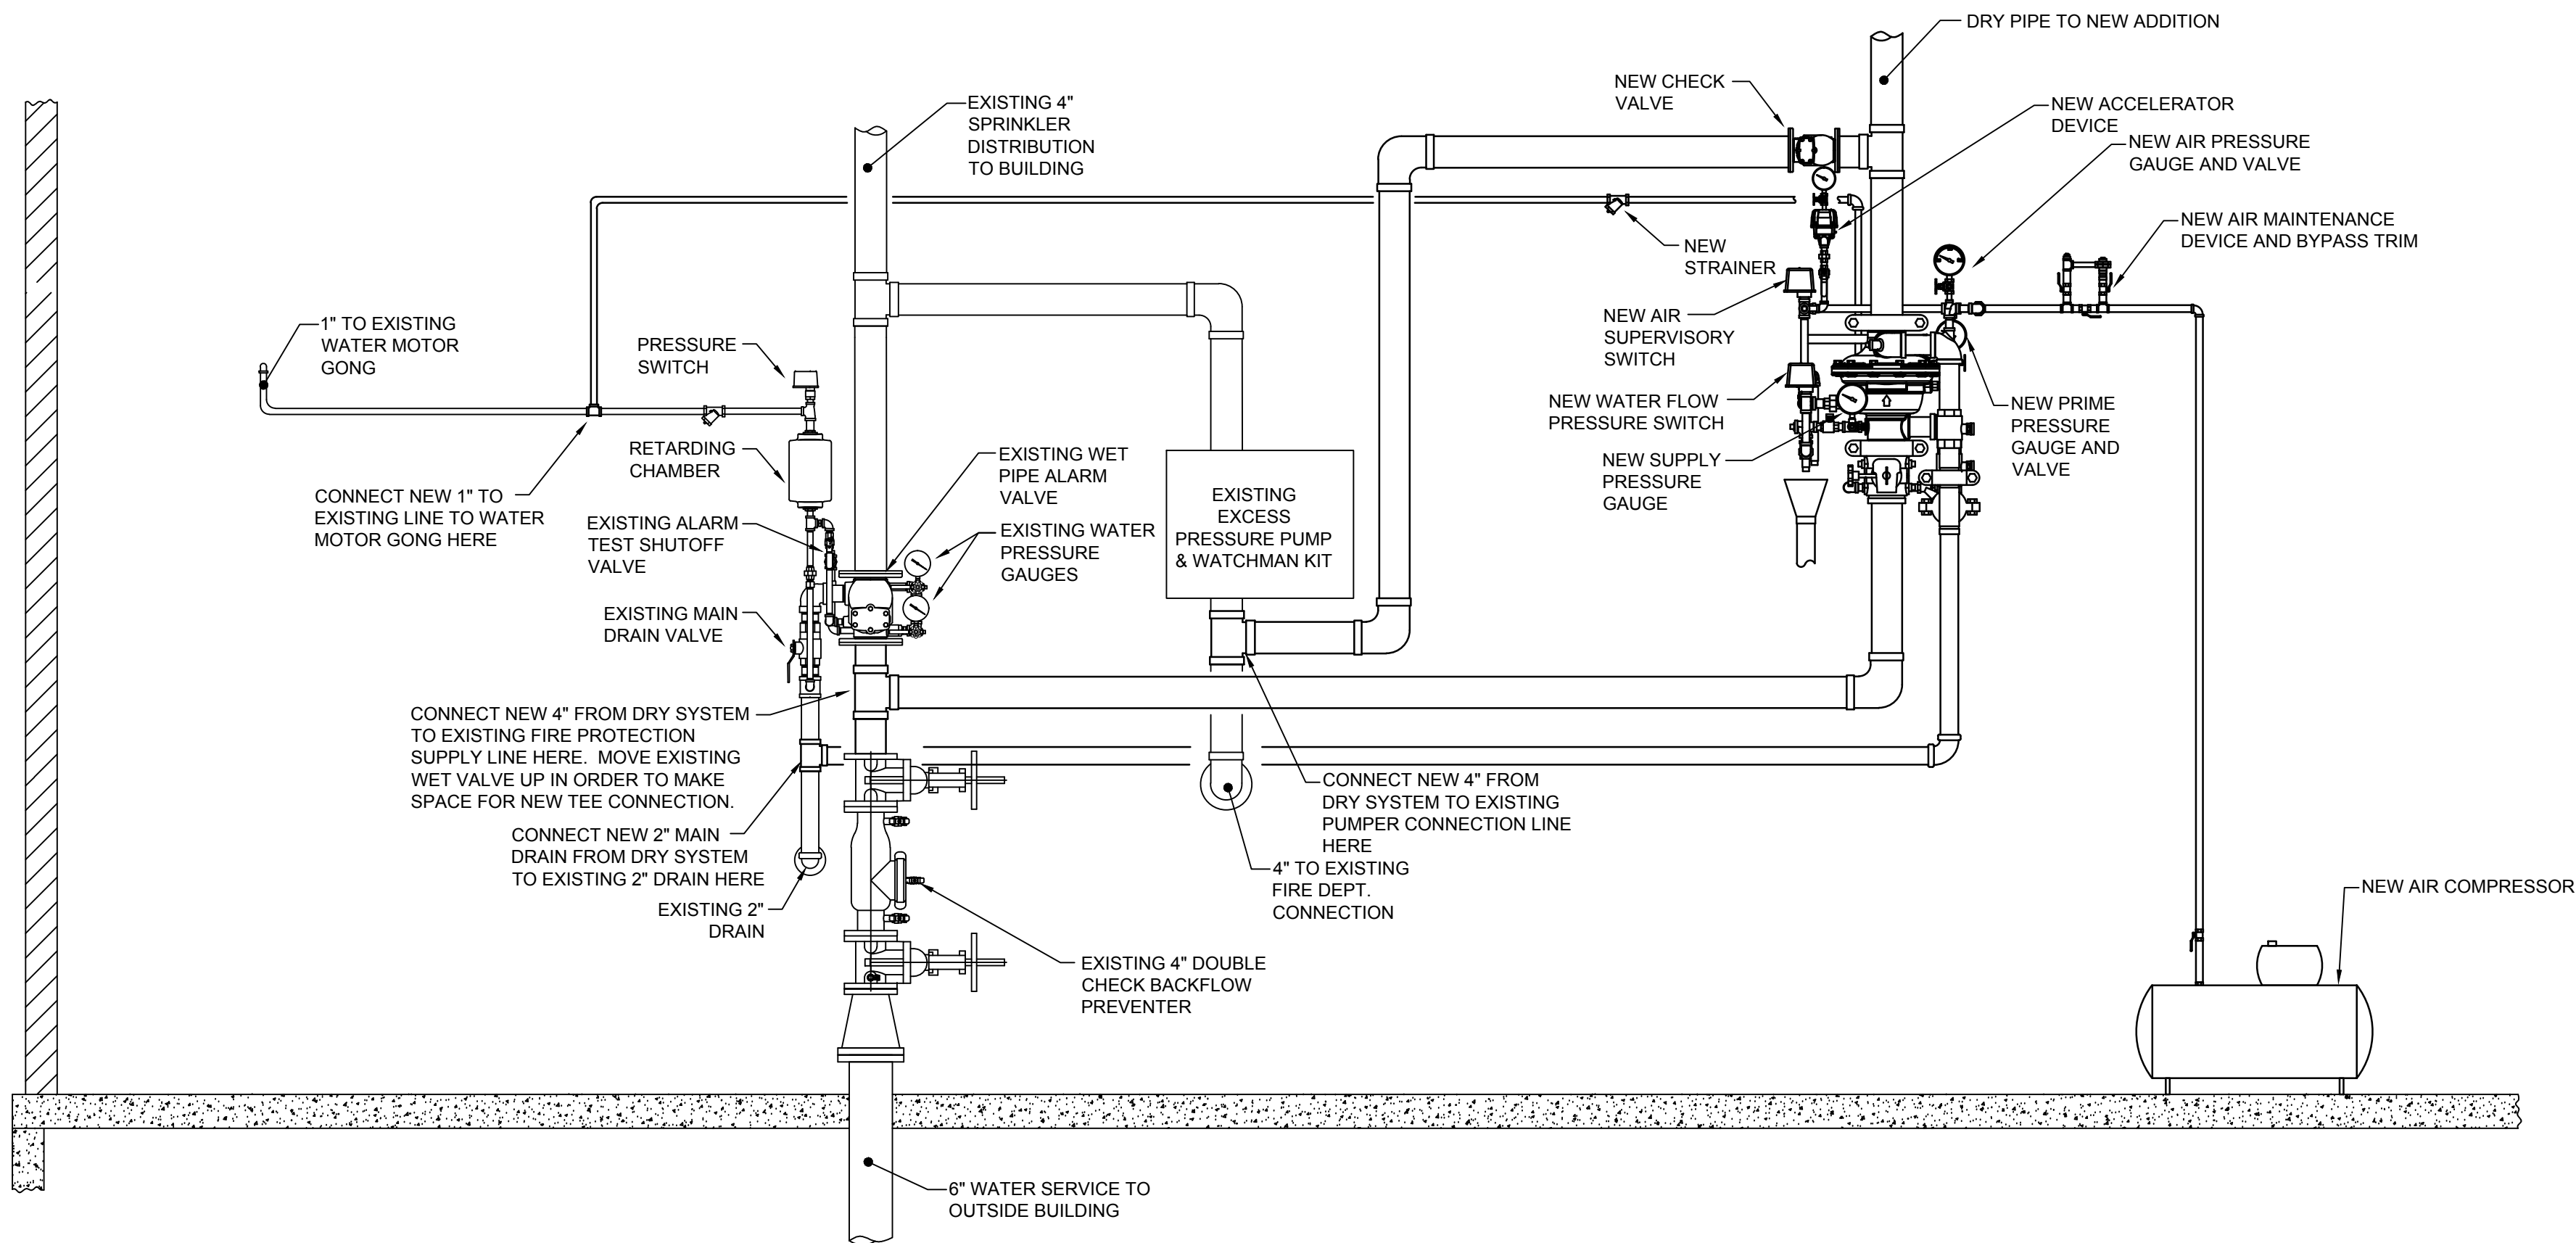 DRY PIPE TO NEW ADDITION
NEW CHECK
VALVE
EXISTING 4"
SPRINKLER
DISTRIBUTION
TO BUILDING
NEW ACCELERATOR
DEVICE
NEW AIR PRESSURE
GAUGE AND VALVE
NEW AIR MAINTENANCE
DEVICE AND BYPASS TRIM
NEW
STRAINER
1" TO EXISTING
WATER MOTOR
GONG
PRESSURE
SWITCH
NEW AIR
SUPERVISORY
SWITCH
NEW WATER FLOW
PRESSURE SWITCH
NEW PRIME
PRESSURE
GAUGE AND
VALVE
RETARDING
CHAMBER
EXISTING WET
PIPE ALARM
VALVE
NEW SUPPLY
PRESSURE
GAUGE
CONNECT NEW 1" TO
EXISTING LINE TO WATER
MOTOR GONG HERE
EXISTING
EXCESS
PRESSURE PUMP
& WATCHMAN KIT
EXISTING ALARM
TEST SHUTOFF
VALVE
EXISTING WATER
PRESSURE
GAUGES
EXISTING MAIN
DRAIN VALVE
CONNECT NEW 4" FROM DRY SYSTEM
TO EXISTING FIRE PROTECTION
SUPPLY LINE HERE. MOVE EXISTING
WET VALVE UP IN ORDER TO MAKE
SPACE FOR NEW TEE CONNECTION.
CONNECT NEW 4" FROM
DRY SYSTEM TO EXISTING
PUMPER CONNECTION LINE
HERE
CONNECT NEW 2" MAIN
DRAIN FROM DRY SYSTEM
TO EXISTING 2" DRAIN HERE
4" TO EXISTING
FIRE DEPT.
CONNECTION
NEW AIR COMPRESSOR
EXISTING 2"
DRAIN
EXISTING 4" DOUBLE
CHECK BACKFLOW
PREVENTER
6" WATER SERVICE TO
OUTSIDE BUILDING